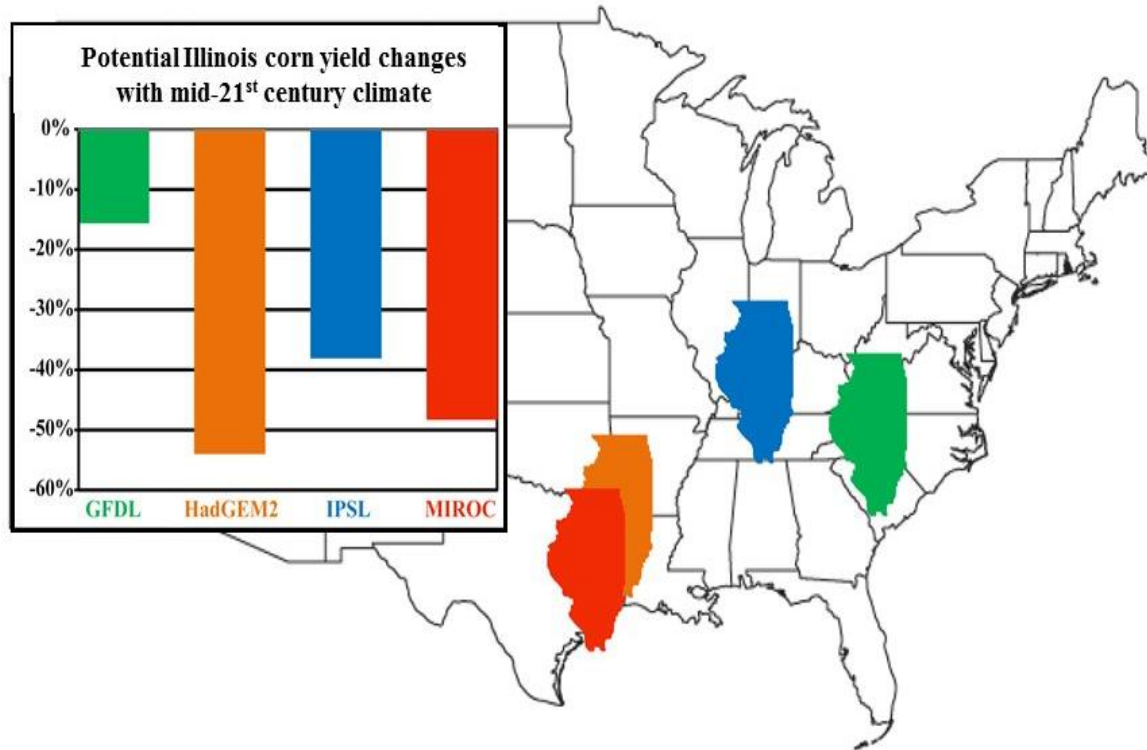 Potential Illinois corn yield changes
with mid-21st century climate
0%
-10%
-20%
-30%
-40%
-50%
-60%
GFDL HadGEM2 IPSL MIROC